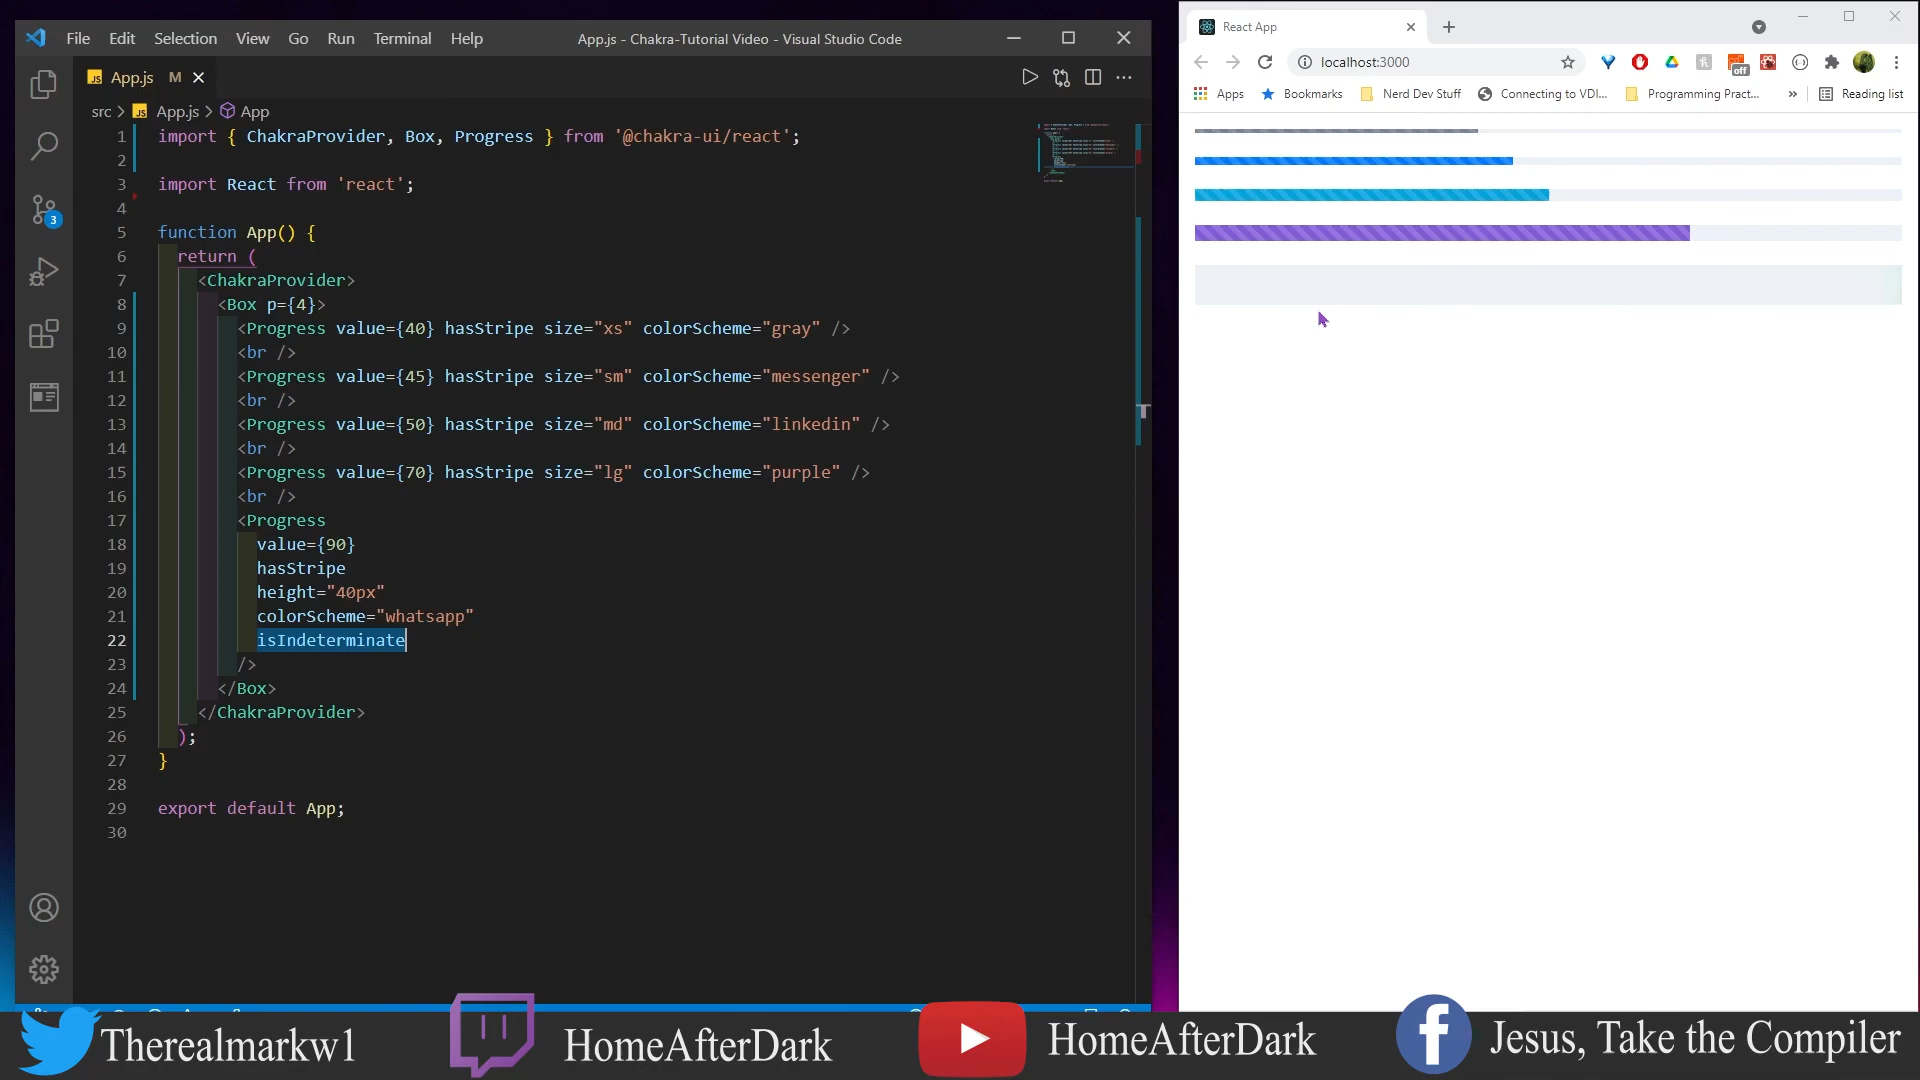 File Edit Selection View Go Run Terminal Help
App.js - Chakra-Tutorial Video - Visual Studio Code
App.js M
src > App.js > App
1 import { ChakraProvider, Box, Progress } from '@chakra-ui/react';
2
3 import React from 'react';
4
5 function App() {
6 return (
7 <ChakraProvider>
8 <Box p={4}>
9 <Progress value={40} hasStripe size="xs" colorScheme="gray" />
10 <br />
11 <Progress value={45} hasStripe size="sm" colorScheme="messenger" />
12 <br />
13 <Progress value={50} hasStripe size="md" colorScheme="linkedin" />
14 <br />
15 <Progress value={70} hasStripe size="lg" colorScheme="purple" />
16 <br />
17 <Progress
18 value={90}
19 hasStripe
20 height="40px"
21 colorScheme="whatsapp"
22 isIndeterminate
23 />
24 </Box>
25 </ChakraProvider>
26 );
27 }
28
29 export default App;
30
3
React App
localhost:3000
off
Apps Bookmarks Nerd Dev Stuff Connecting to VDI... Programming Pract... » Reading list
Therealmarkw1 HomeAfterDark HomeAfterDark Jesus, Take the Compiler